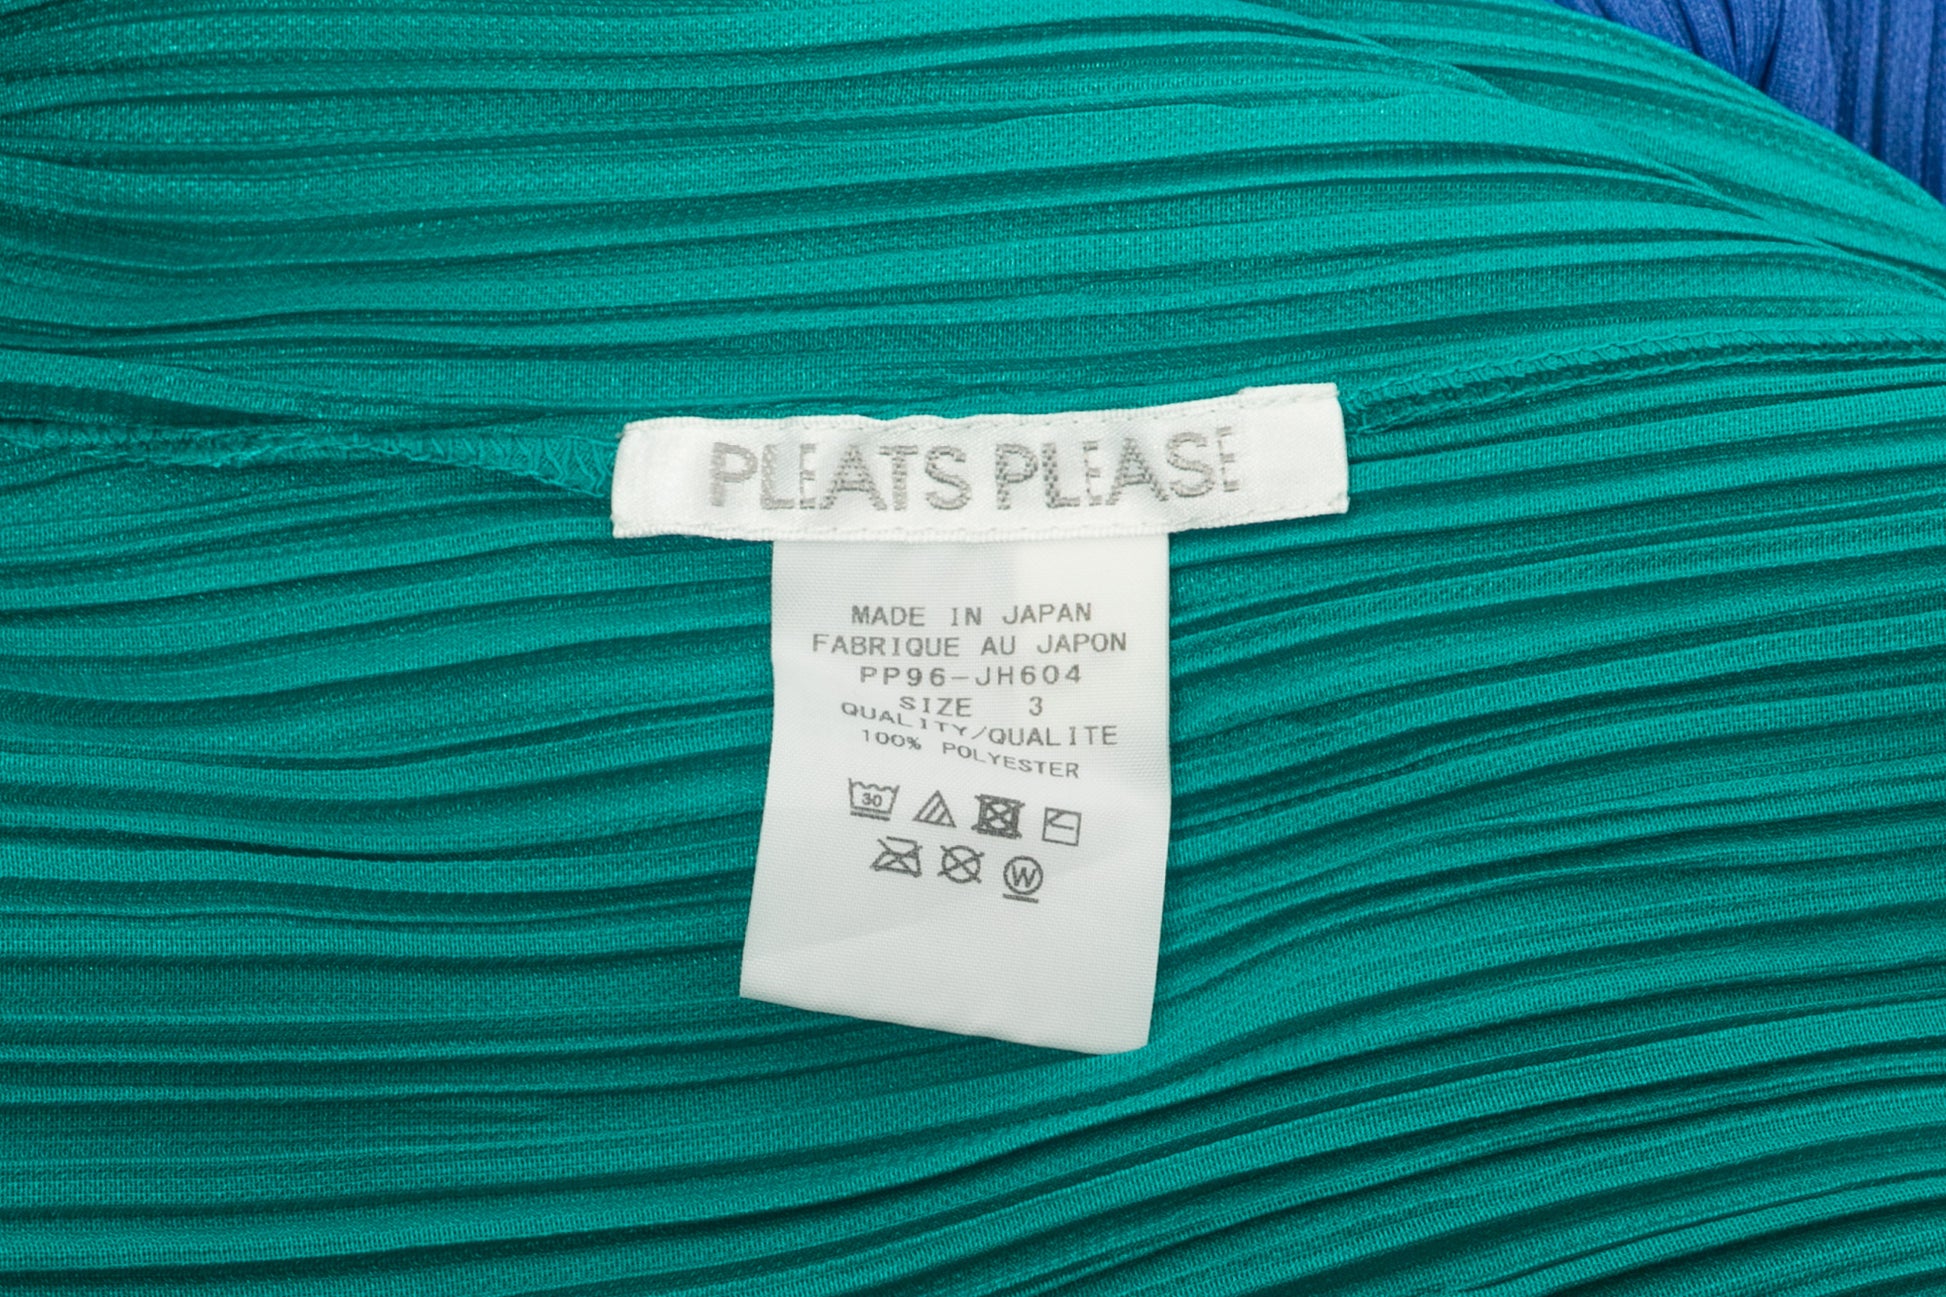 PLEATS PLEASE
MADE IN JAPAN
FABRIQUE AU JAPON
PP96-JH604
SIZE 3
QUALITY/QUALITE
100% POLYESTER
30
W